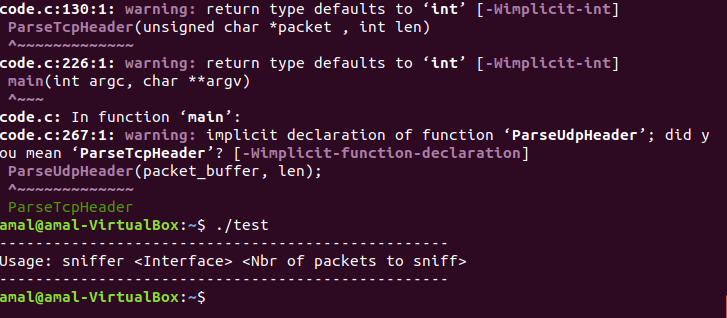 code.c:130:1: warning: return type defaults to ‘int’ [-Wimplicit-int]
 ParseTcpHeader(unsigned char *packet , int len)
 ^~~~~~~~~~~~~~
code.c:226:1: warning: return type defaults to ‘int’ [-Wimplicit-int]
 main(int argc, char **argv)
 ^~~~
code.c: In function ‘main’:
code.c:267:1: warning: implicit declaration of function ‘ParseUdpHeader’; did y
ou mean ‘ParseTcpHeader’? [-Wimplicit-function-declaration]
 ParseUdpHeader(packet_buffer, len);
 ^~~~~~~~~~~~~~
 ParseTcpHeader
amal@amal-VirtualBox:~$ ./test
--------------------------------------------------
Usage: sniffer <Interface> <Nbr of packets to sniff>
--------------------------------------------------
amal@amal-VirtualBox:~$